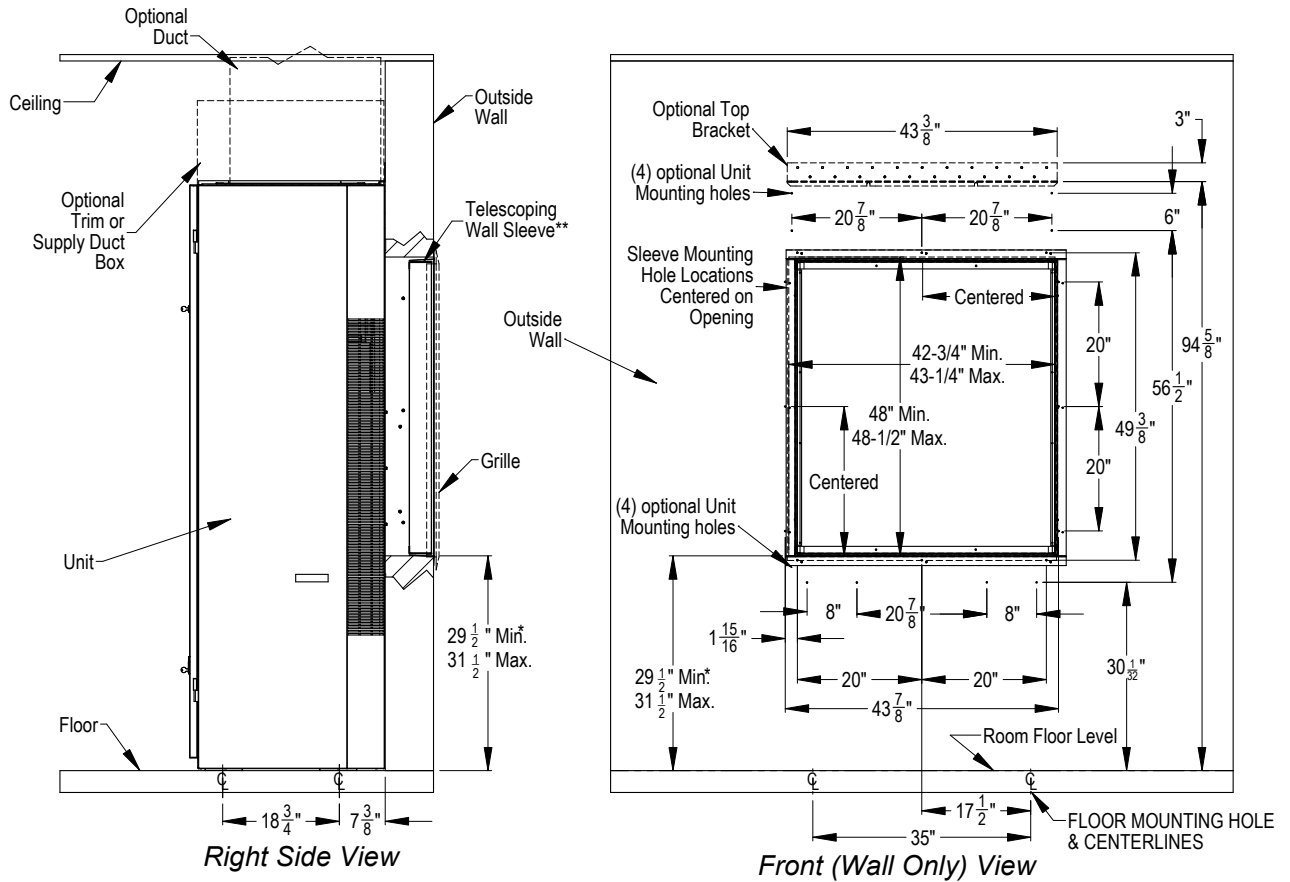 Optional
Duct
Ceiling
Outside
Wall
Optional
Trim or
Supply Duct
Box
Telescoping
Wall Sleeve**
Grille
Unit
29 1/2" Min.*
31 1/2" Max.
Floor
C L
C L
18 3/4"
7 3/8"
Right Side View
Optional Top
Bracket
43 3/8"
3"
(4) optional Unit
Mounting holes
20 7/8"
20 7/8"
6"
Sleeve Mounting
Hole Locations
Centered on
Opening
Centered
Outside
Wall
42-3/4" Min.
43-1/4" Max.
20"
94 5/8"
56 1/2"
48" Min.
48-1/2" Max.
49 3/8"
20"
Centered
(4) optional Unit
Mounting holes
8"
20 7/8"
8"
1 15/16"
30 1/32"
29 1/2" Min.*
31 1/2" Max.
20"
20"
43 7/8"
Room Floor Level
C L
C L
17 1/2"
35"
FLOOR MOUNTING HOLE
& CENTERLINES
Front (Wall Only) View